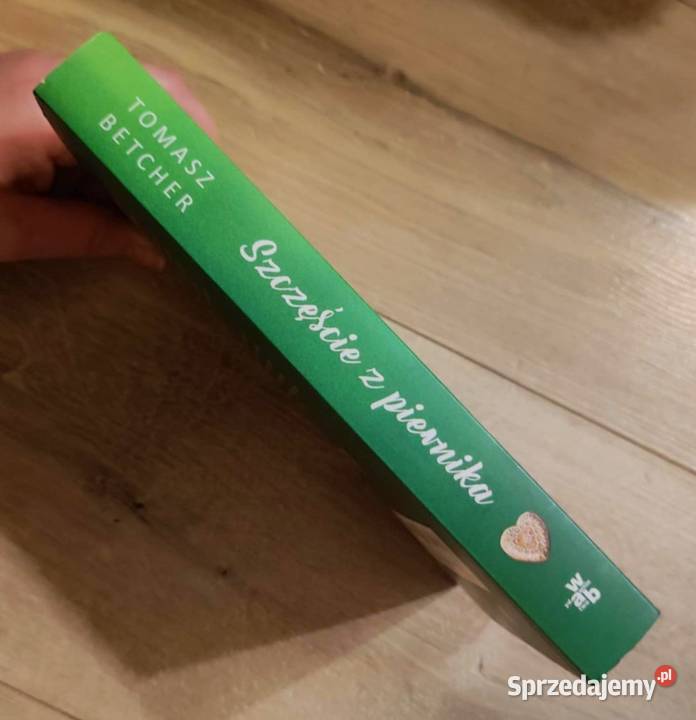 TOMASZ
BETCHER
Szczęście z piernika
Sprzedajemy.pl